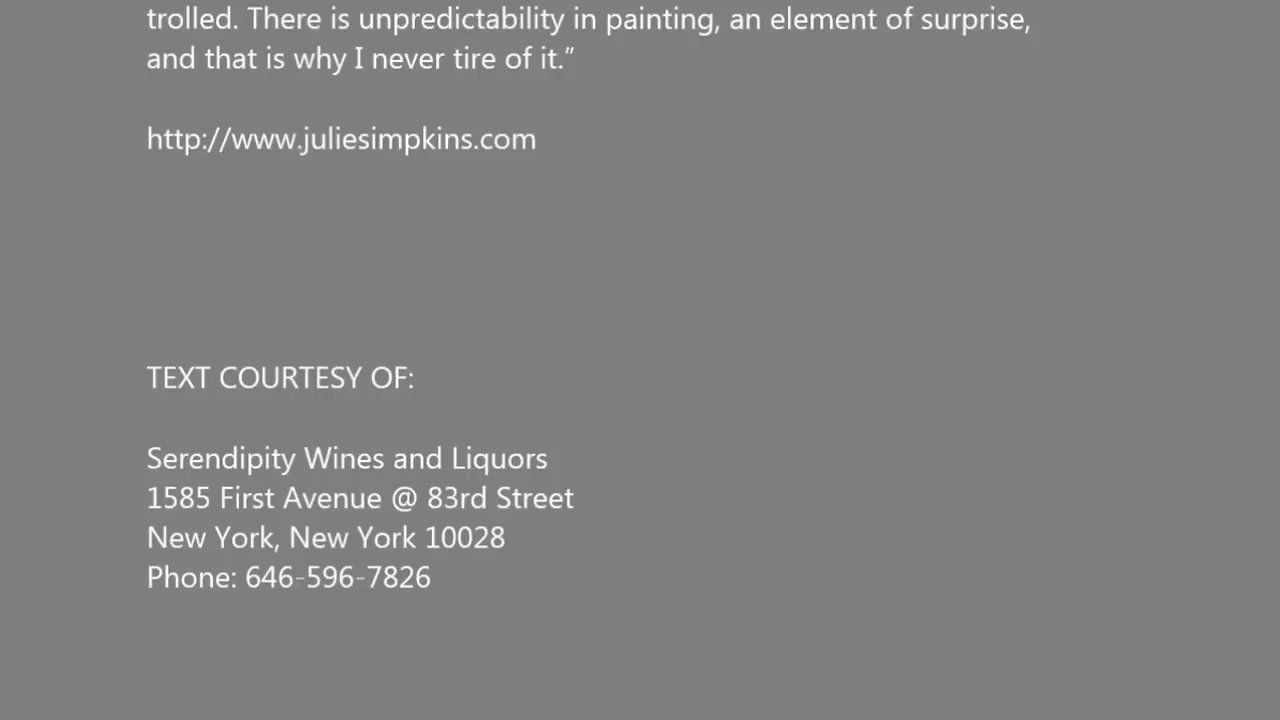 trolled. There is unpredictability in painting, an element of surprise,
and that is why I never tire of it.”
http://www.juliesimpkins.com
TEXT COURTESY OF:
Serendipity Wines and Liquors
1585 First Avenue @ 83rd Street
New York, New York 10028
Phone: 646-596-7826